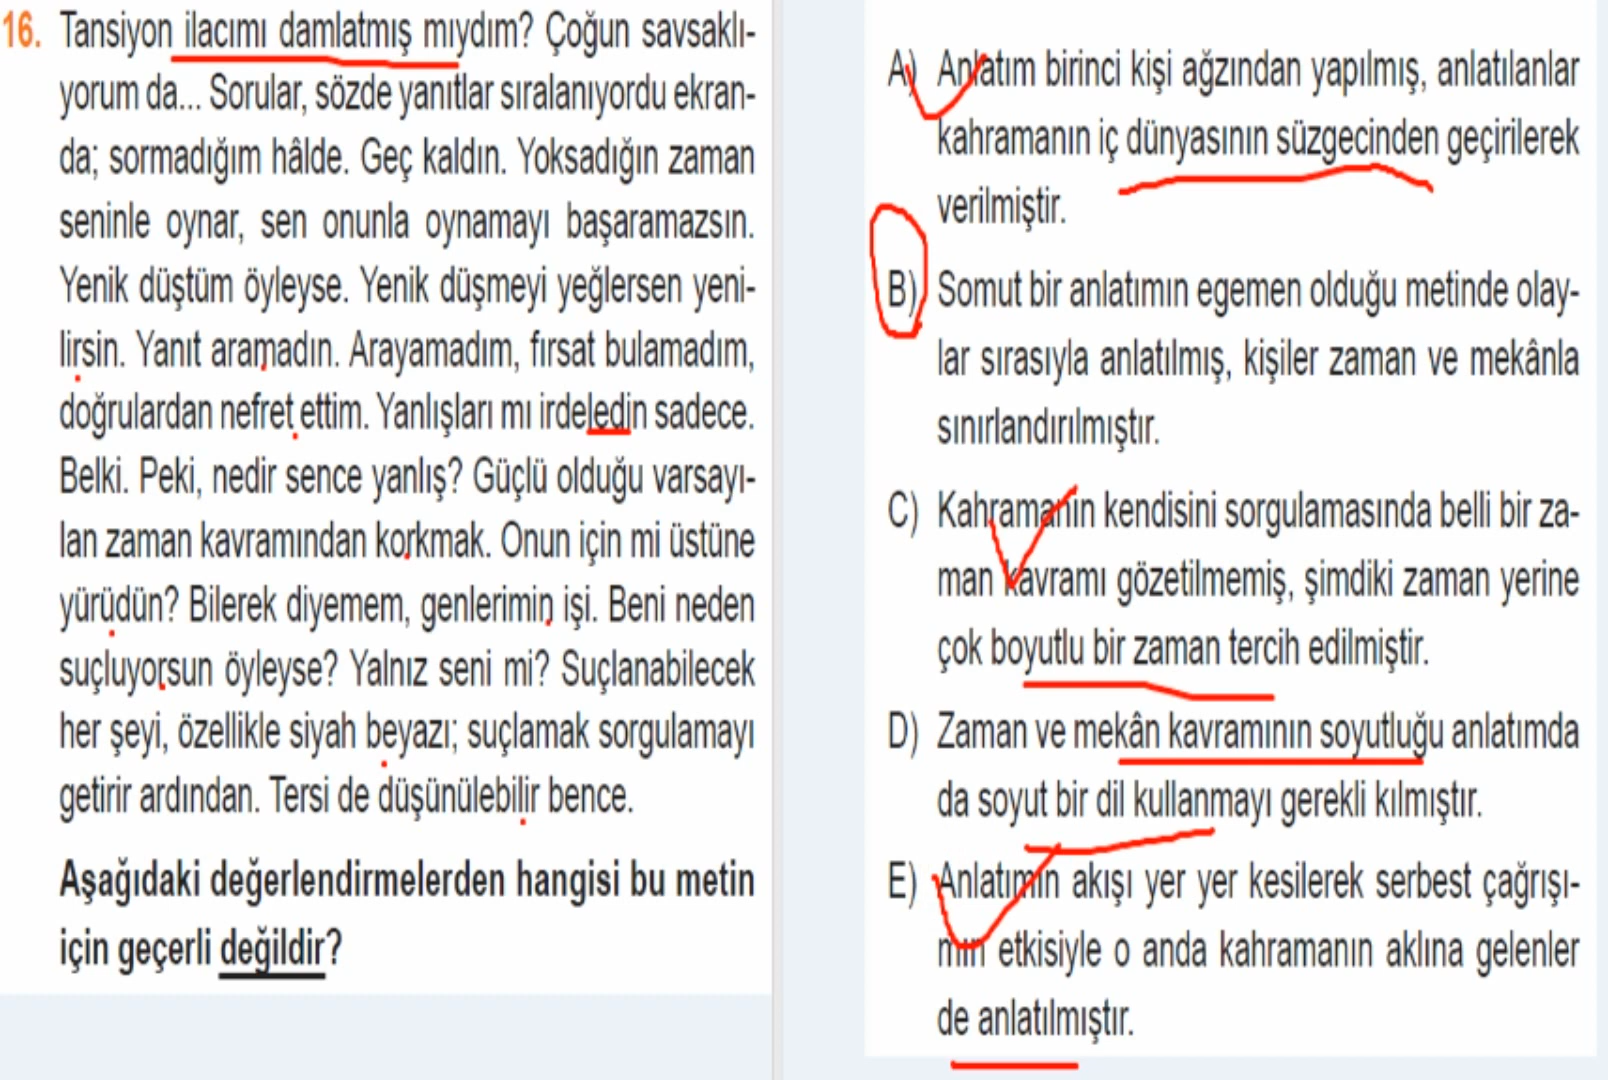 16. Tansiyon ilacımı damlatmış mıydım? Çoğun savsaklı-
yorum da... Sorular, sözde yanıtlar sıralanıyordu ekran-
da; sormadığım hâlde. Geç kaldın. Yoksadığın zaman
seninle oynar, sen onunla oynamayı başaramazsın.
Yenik düştüm öyleyse. Yenik düşmeyi yeğlersen yeni-
lirsin. Yanıt aramadın. Arayamadım, fırsat bulamadım,
doğrulardan nefret ettim. Yanlışları mı irdeledin sadece.
Belki. Peki, nedir sence yanlış? Güçlü olduğu varsayı-
lan zaman kavramından korkmak. Onun için mi üstüne
yürüdün? Bilerek diyemem, genlerimin işi. Beni neden
suçluyorsun öyleyse? Yalnız seni mi? Suçlanabilecek
her şeyi, özellikle siyah beyazı; suçlamak sorgulamayı
getirir ardından. Tersi de düşünülebilir bence.
Aşağıdaki değerlendirmelerden hangisi bu metin
için geçerli değildir?
A) Anlatım birinci kişi ağzından yapılmış, anlatılanlar
kahramanın iç dünyasının süzgecinden geçirilerek
verilmiştir.
B) Somut bir anlatımın egemen olduğu metinde olay-
lar sırasıyla anlatılmış, kişiler zaman ve mekânla
sınırlandırılmıştır.
C) Kahramanın kendisini sorgulamasında belli bir za-
man kavramı gözetilmemiş, şimdiki zaman yerine
çok boyutlu bir zaman tercih edilmiştir.
D) Zaman ve mekân kavramının soyutluğu anlatımda
da soyut bir dil kullanmayı gerekli kılmıştır.
E) Anlatımın akışı yer yer kesilerek serbest çağrışı-
mın etkisiyle o anda kahramanın aklına gelenler
de anlatılmıştır.